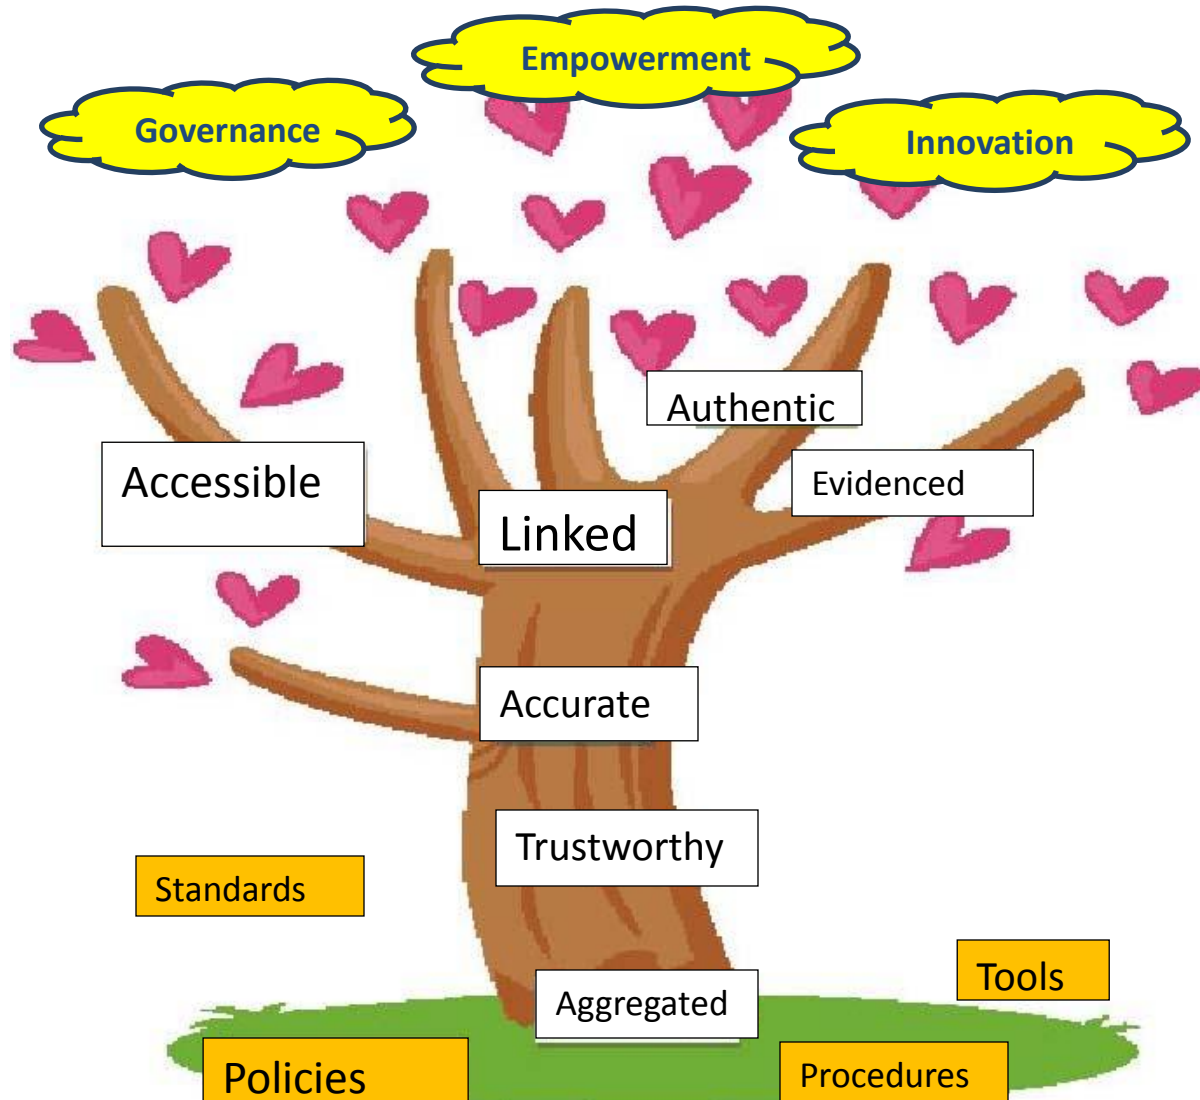 Empowerment
Governance
Innovation
Authentic
Accessible
Evidenced
Linked
Accurate
Trustworthy
Standards
Tools
Aggregated
Policies
Procedures